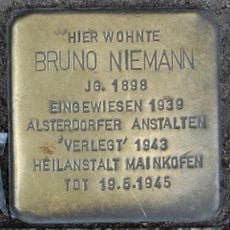 HIER WOHNTE
BRUNO NIEMANN
JG. 1898
EINGEWIESEN 1939
ALSTERDORFER ANSTALTEN
'VERLEGT' 1943
HEILANSTALT MAINKOFEN
TOT 19.5.1945